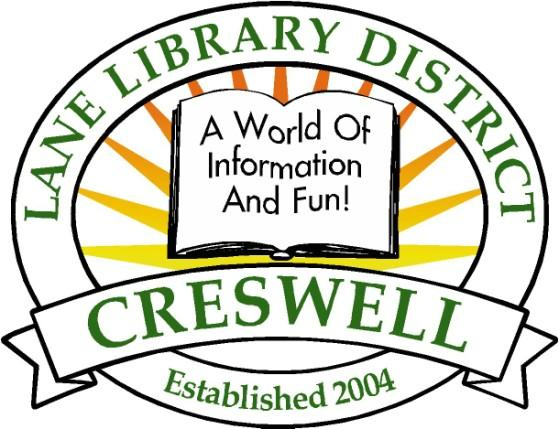 LANE LIBRARY DISTRICT
A World Of
Information
And Fun!
CRESWELL
Established 2004